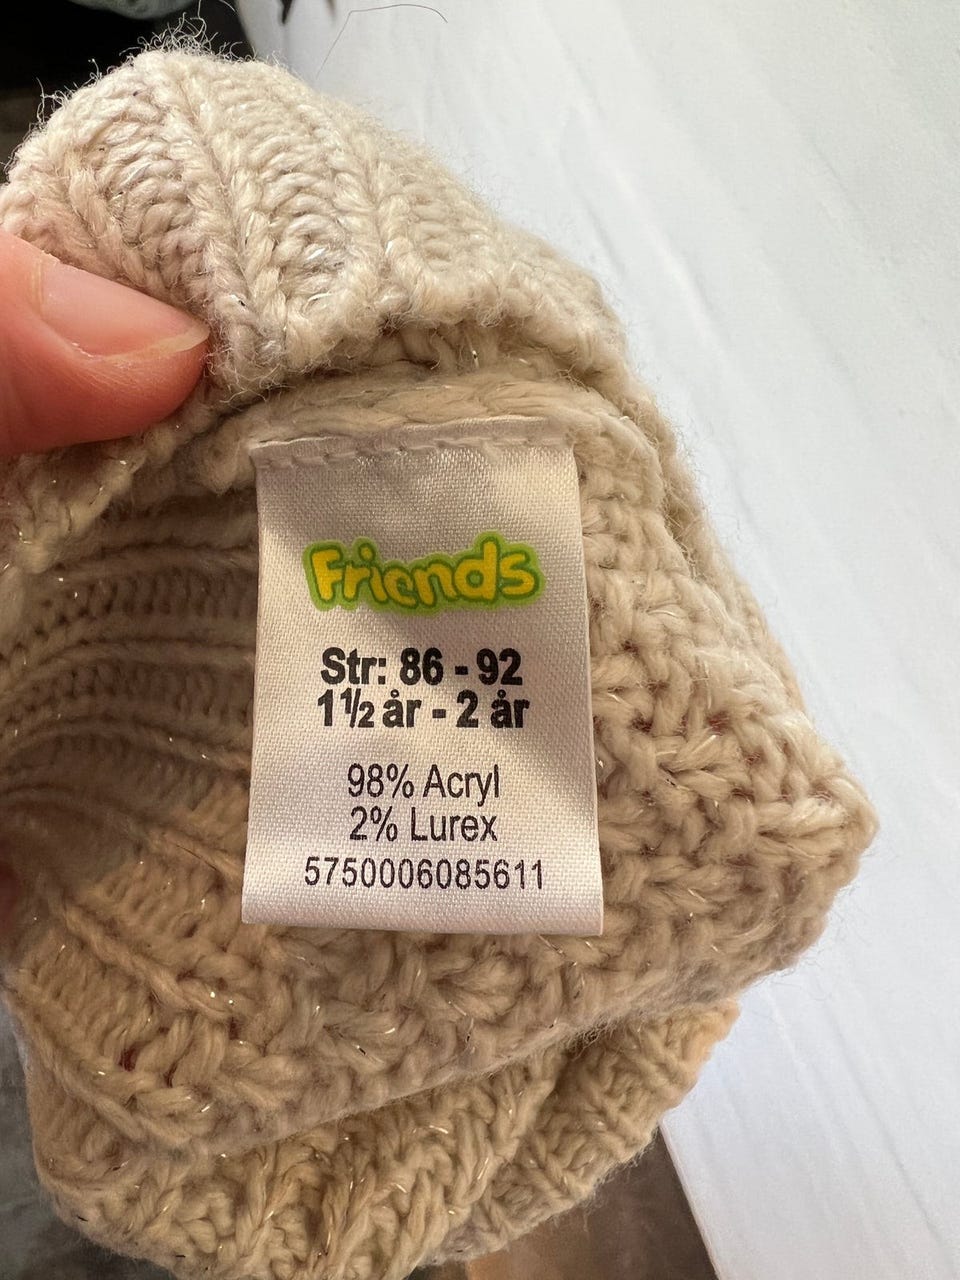 Friends
Str: 86 - 92
1½ år - 2 år
98% Acryl
2% Lurex
5750006085611